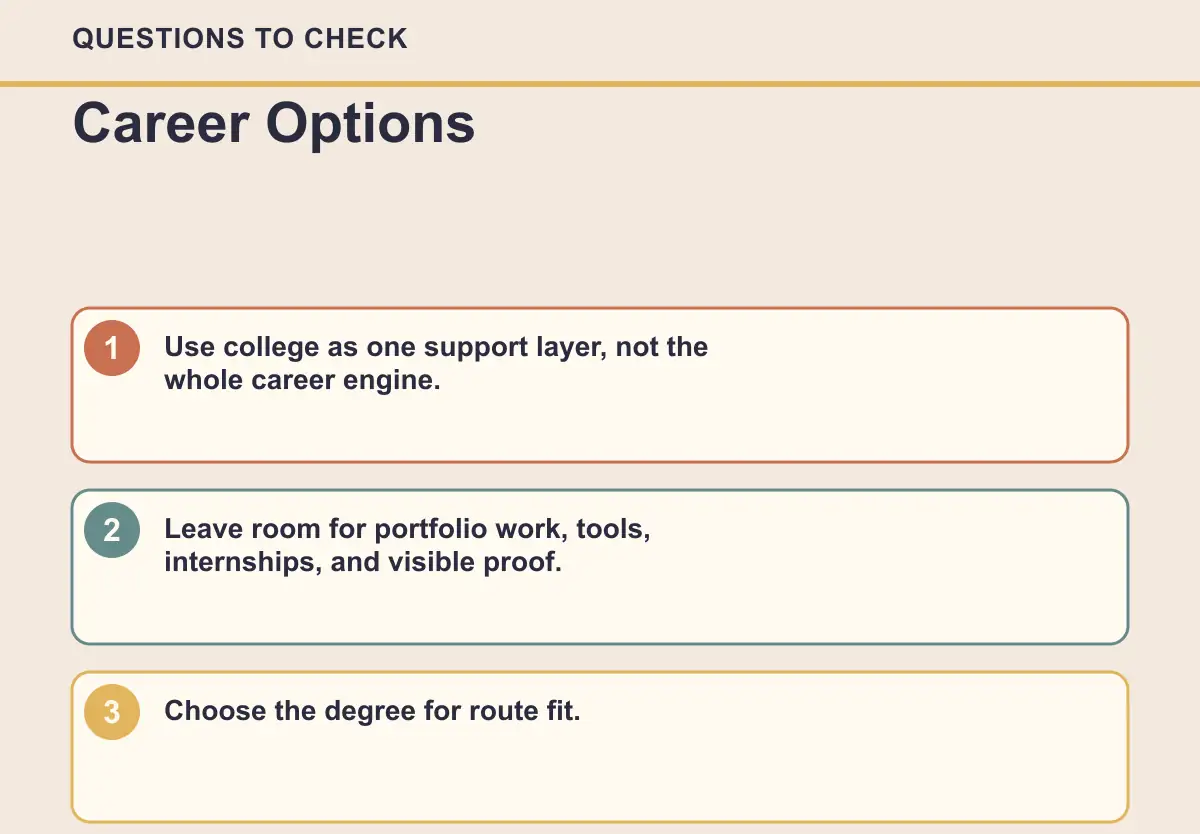 QUESTIONS TO CHECK
Career Options
1
Use college as one support layer, not the
whole career engine.
2
Leave room for portfolio work, tools,
internships, and visible proof.
3
Choose the degree for route fit.